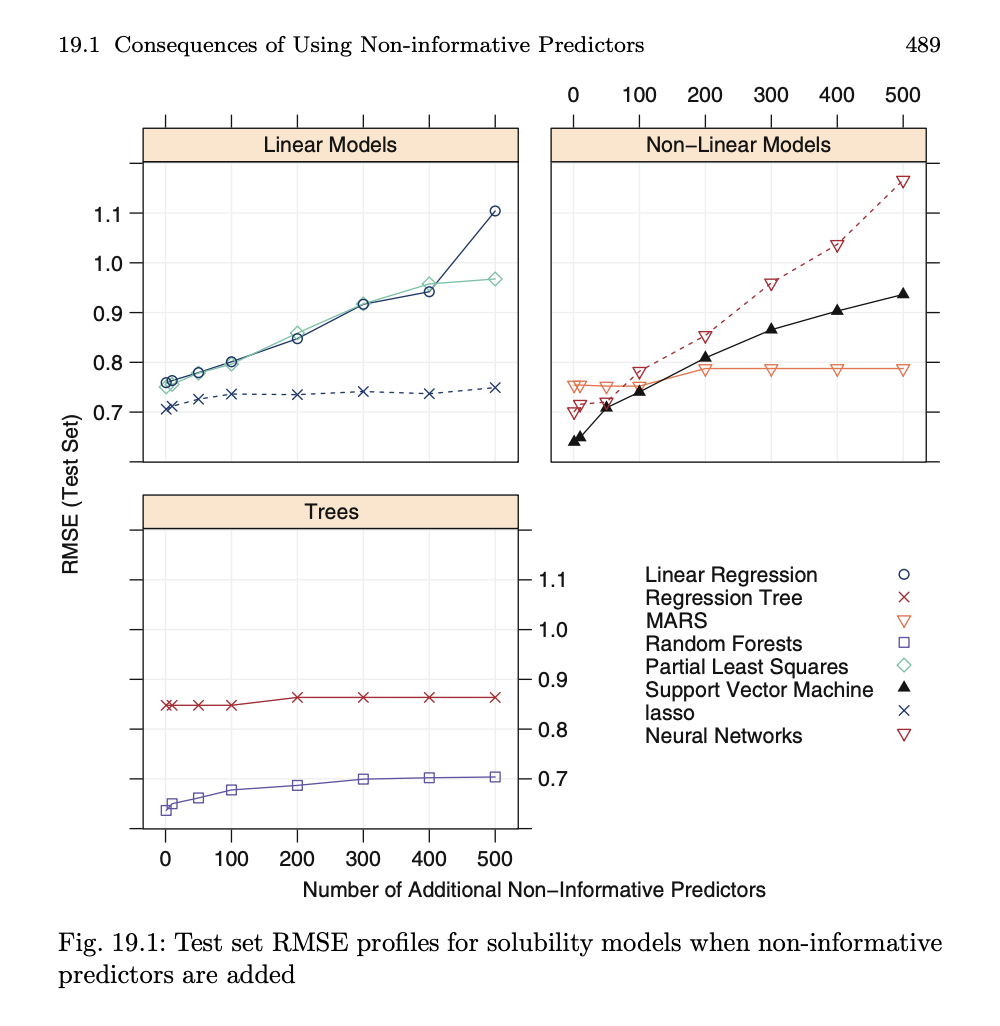 19.1 Consequences of Using Non-informative Predictors 489
0 100 200 300 400 500
Linear Models
Non−Linear Models
1.1
1.0
0.9
0.8
0.7
RMSE (Test Set)
Trees
1.1
1.0
0.9
0.8
0.7
0 100 200 300 400 500
Number of Additional Non−Informative Predictors
Linear Regression
Regression Tree
MARS
Random Forests
Partial Least Squares
Support Vector Machine
lasso
Neural Networks
Fig. 19.1: Test set RMSE profiles for solubility models when non-informative
predictors are added